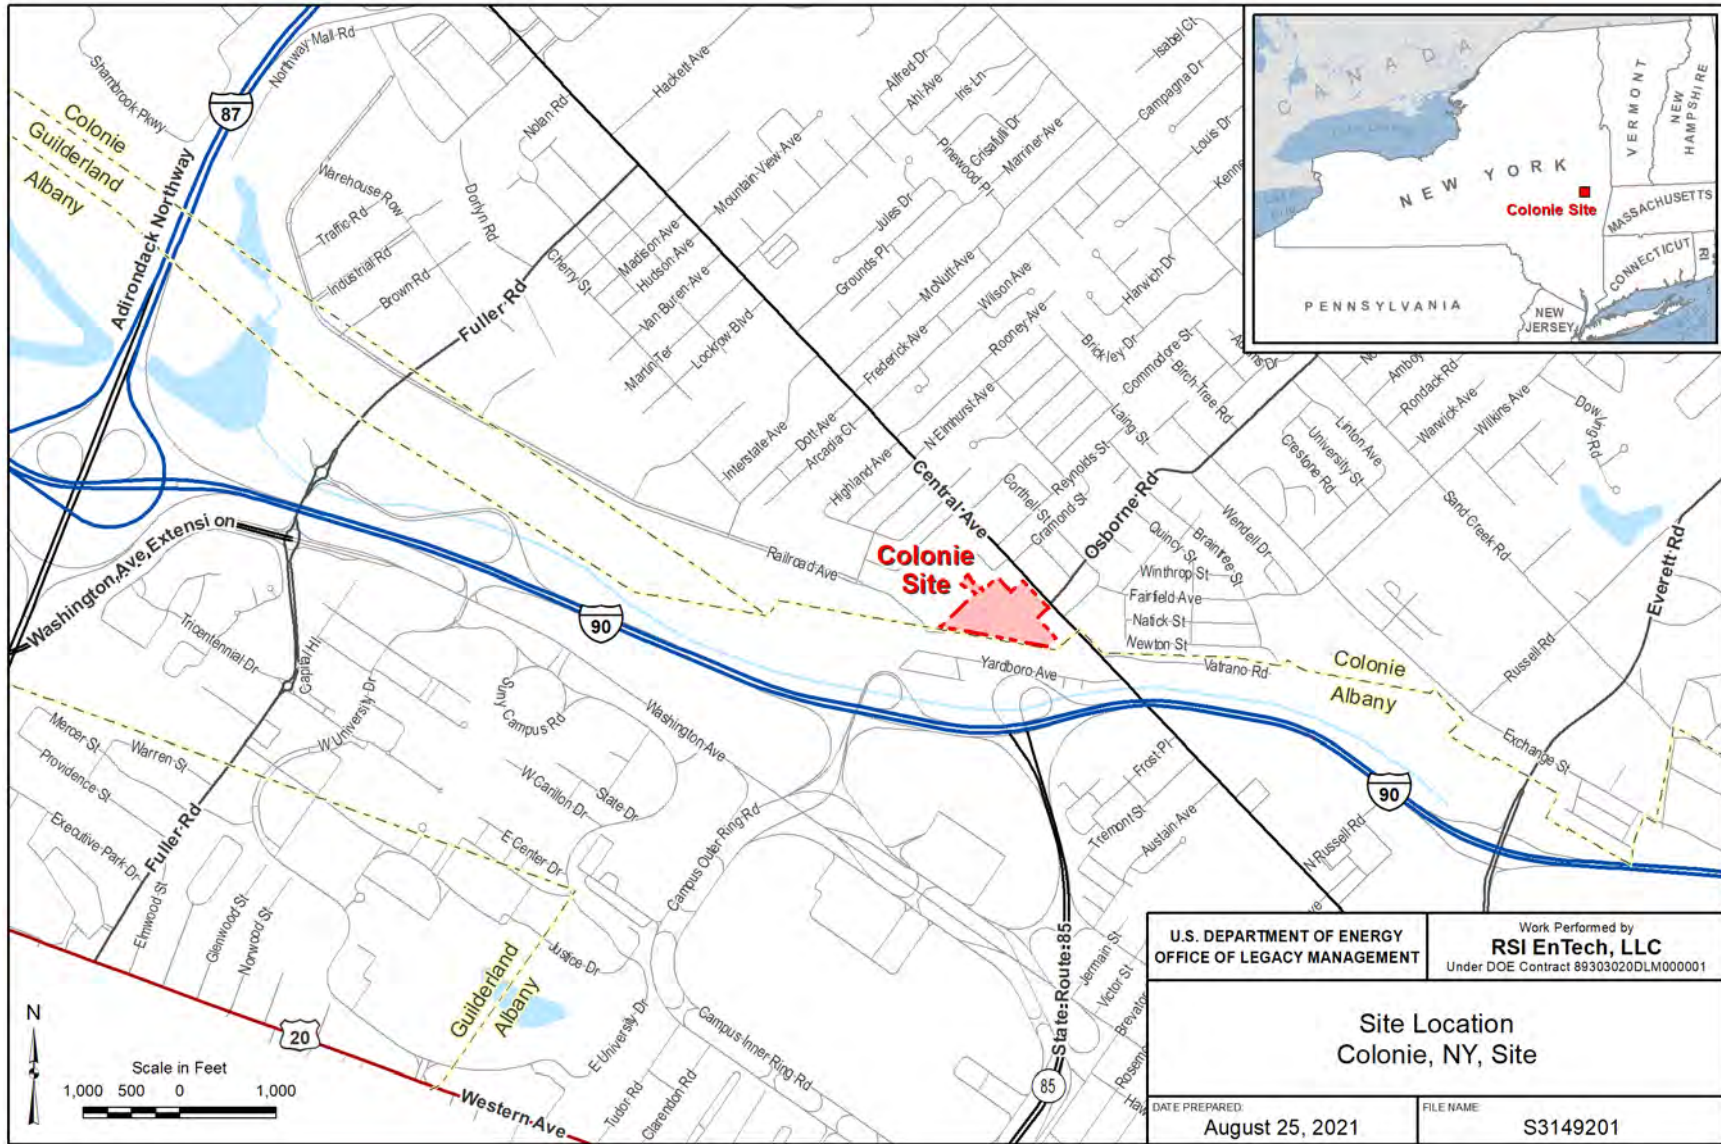 Shambrook Pkwy
Northway Mall Rd
87
Adirondack Northway
Colonie
Guilderland
Albany
Warehouse Row
Traffic Rd
Industrial Rd
Brown Rd
Dorlyn Rd
Nolan Rd
Hackett Ave
Fuller Rd
Cherry St
Madison Ave
Hudson Ave
Van Buren Ave
Martin Ter
Lockrow Blvd
Mountain View Ave
Alfred Dr
Ahl Ave
Iris Ln
Isabel Ct
Campagna Dr
Louis Dr
Pinewood Pl
Crisafulli Dr
Marriner Ave
Jules Dr
Grounds Pl
McNutt Ave
Wilson Ave
Harwich Dr
Frederick Ave
Rooney Ave
Brickley Dr
Commodore St
Birch Tree Rd
Interstate Ave
Dott Ave
Arcadia Ct
Highland Ave
N Elmhurst Ave
Laing St
Reynolds St
Corthell St
Cramond St
Central Ave
Osborne Rd
Wendell Dr
Quincy St
Braintree St
Winthrop St
Fairfield Ave
Natick St
Newton St
Vatrano Rd
Yardboro Ave
Railroad Ave
Colonie
Site
Linton Ave
University St
Crestone Rd
Rondack Rd
Warwick Ave
Wilkins Ave
Dowling Rd
Sand Creek Rd
Everett Rd
Russell Rd
Exchange St
Colonie
Albany
90
90
Washington Ave Extension
Tricentennial Dr
Capital Hl
W University Dr
Suny Campus Rd
Washington Ave
Mercer St
Warren St
Providence St
Executive Park Dr
Fuller Rd
Elmwood St
Glenwood St
Norwood St
W Carillon Dr
State Dr
E Center Dr
Justice Dr
Campus Outer Ring Rd
Campus Inner Ring Rd
E University Dr
Tudor Rd
Clarendon Rd
Guilderland
Albany
20
Western Ave
State Route 85
85
Frost Pl
Tremont St
Austain Ave
N Russell Rd
Jermain St
Victor St
CANADA
NEW YORK
VERMONT
NEW
HAMPSHIRE
MASSACHUSETTS
CONNECTICUT
RI
PENNSYLVANIA
NEW
JERSEY
Colonie Site
N
Scale in Feet
1,000 500 0 1,000
U.S. DEPARTMENT OF ENERGY
OFFICE OF LEGACY MANAGEMENT
Work Performed by
RSI EnTech, LLC
Under DOE Contract 89303020DLM000001
Site Location
Colonie, NY, Site
DATE PREPARED:
August 25, 2021
FILE NAME:
S3149201